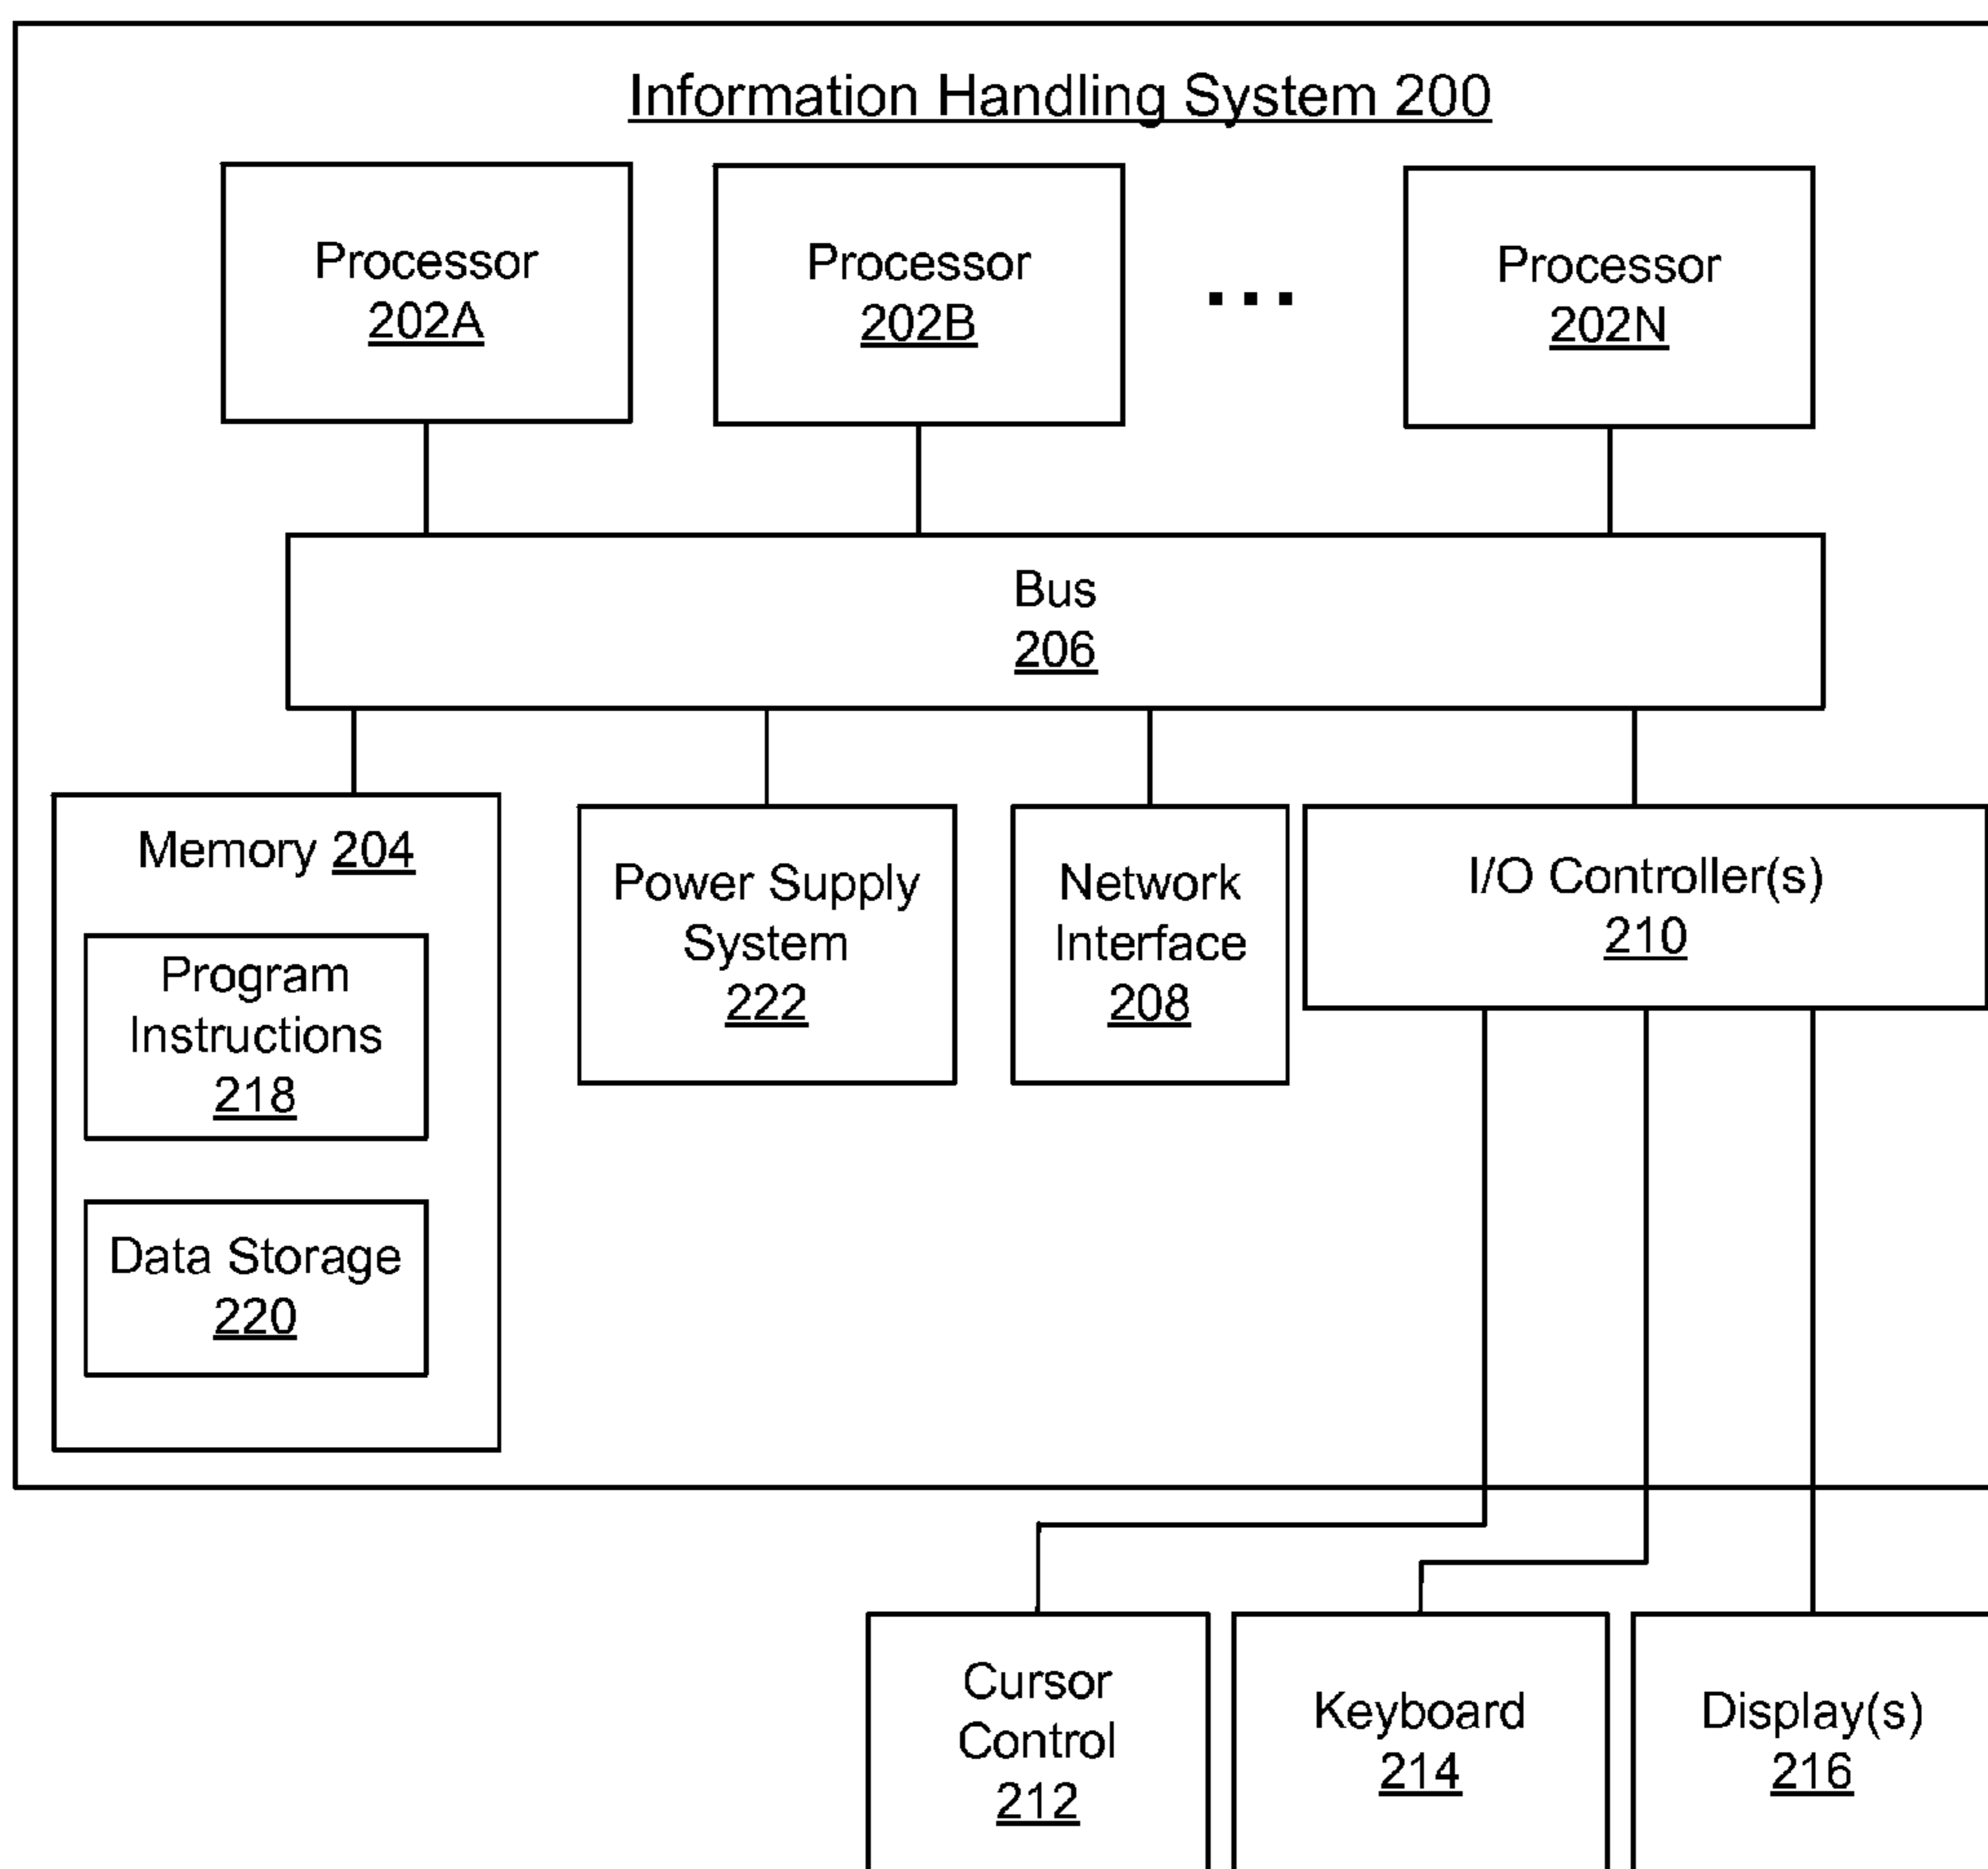 Information Handling System 200
Processor
202A
Processor
202B
...
Processor
202N
Bus
206
Memory 204
Program
Instructions
218
Data Storage
220
Power Supply
System
222
Network
Interface
208
I/O Controller(s)
210
Cursor
Control
212
Keyboard
214
Display(s)
216